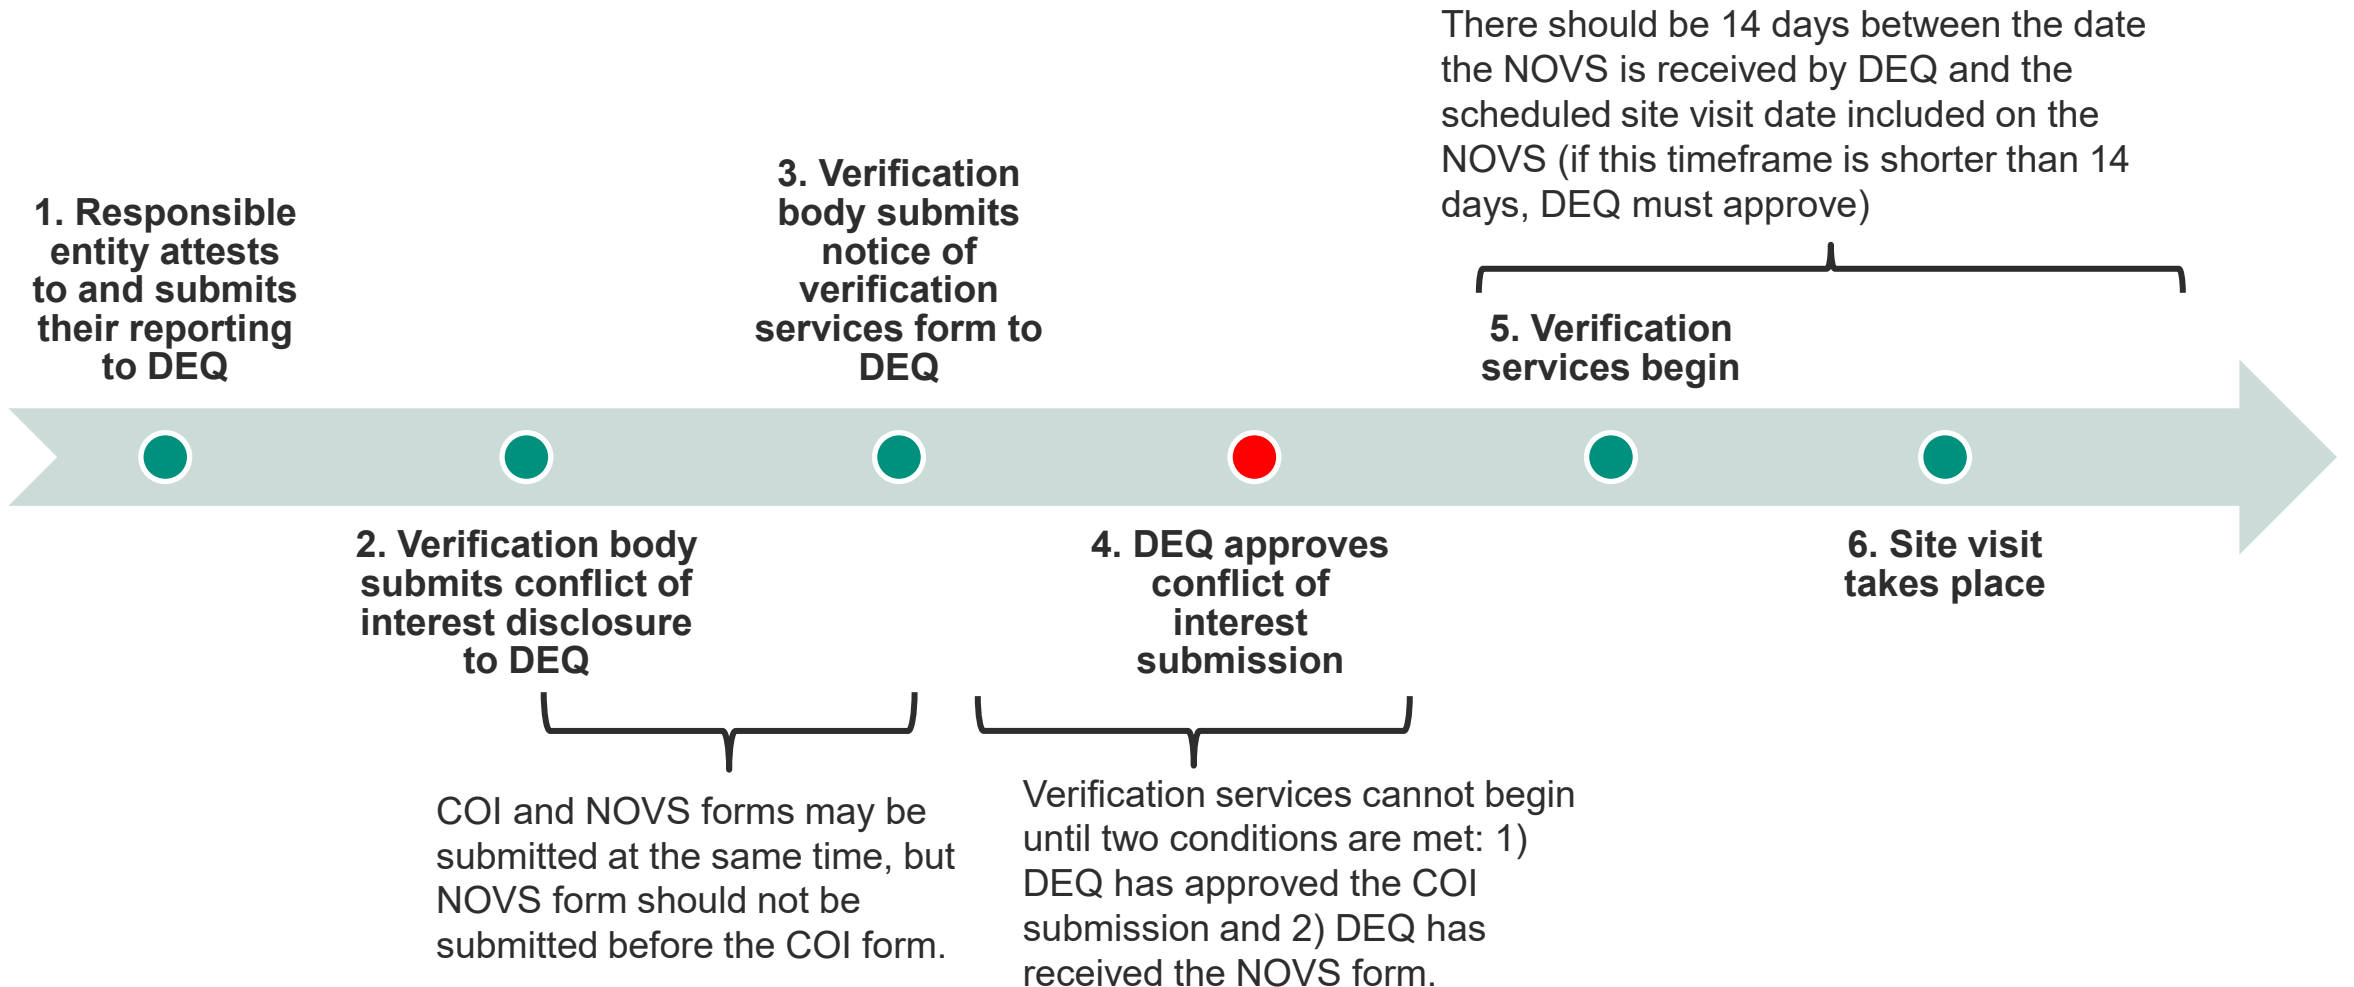 1. Responsible
entity attests
to and submits
their reporting
to DEQ
2. Verification body
submits conflict of
interest disclosure
to DEQ
COI and NOVS forms may be
submitted at the same time, but
NOVS form should not be
submitted before the COI form.
3. Verification
body submits
notice of
verification
services form to
DEQ
4. DEQ approves
conflict of
interest
submission
Verification services cannot begin
until two conditions are met: 1)
DEQ has approved the COI
submission and 2) DEQ has
received the NOVS form.
There should be 14 days between the date
the NOVS is received by DEQ and the
scheduled site visit date included on the
NOVS (if this timeframe is shorter than 14
days, DEQ must approve)
5. Verification
services begin
6. Site visit
takes place